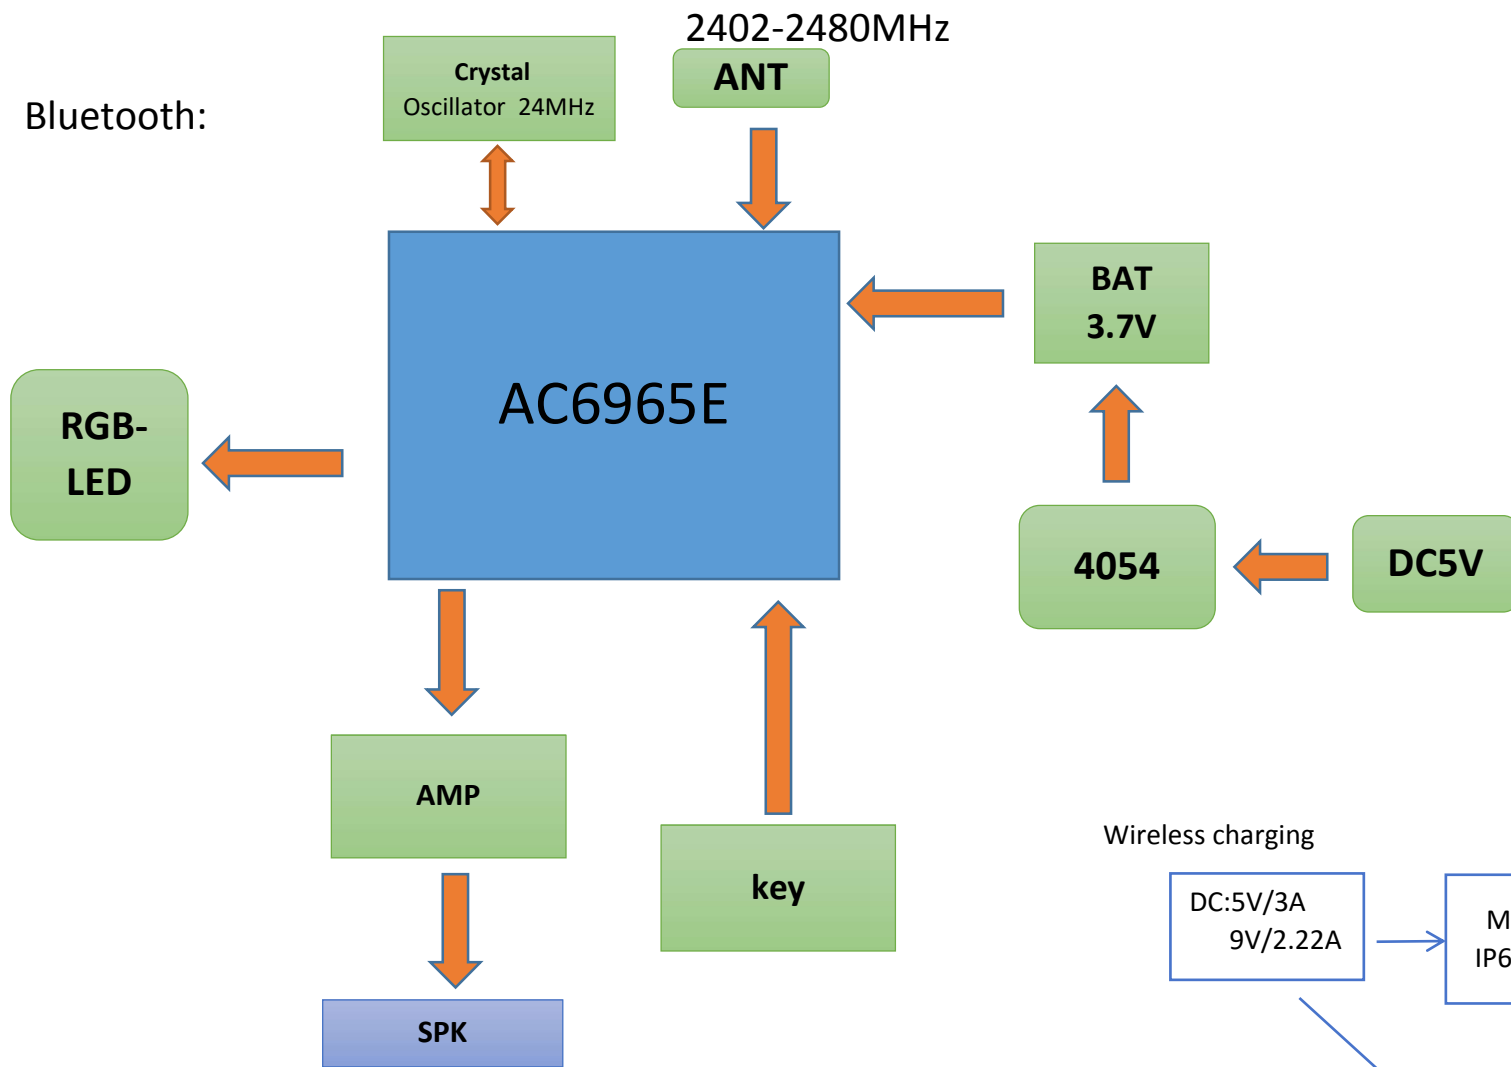 2402-2480MHz
Crystal
Oscillator 24MHz
ANT
Bluetooth:
BAT
3.7V
AC6965E
RGB-
LED
4054
DC5V
AMP
key
Wireless charging
DC:5V/3A
9V/2.22A
SPK